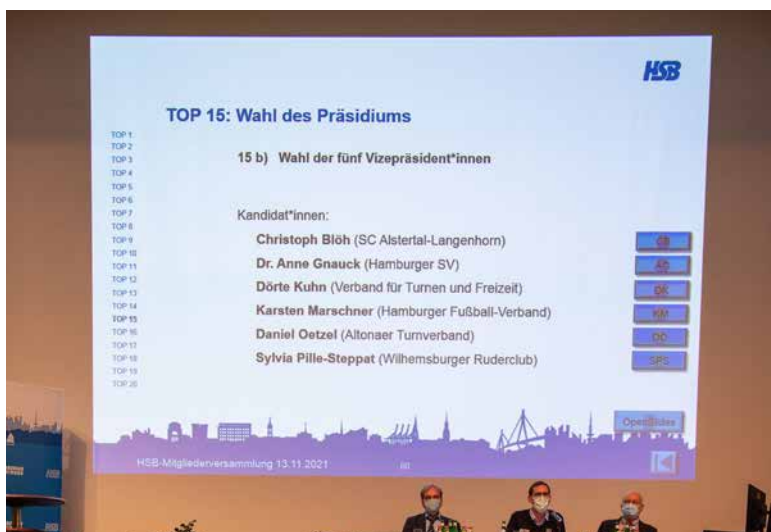 HSB
TOP 15: Wahl des Präsidiums
TOP 1
TOP 2
TOP 3
TOP 4
TOP 5
TOP 6
TOP 7
TOP 8
TOP 9
TOP 10
TOP 11
TOP 12
TOP 13
TOP 14
TOP 15
TOP 16
TOP 17
TOP 18
TOP 19
TOP 20
15 b) Wahl der fünf Vizepräsident*innen
Kandidat*innen:
Christoph Blöh (SC Alstertal-Langenhorn)
CB
Dr. Anne Gnauck (Hamburger SV)
AG
Dörte Kuhn (Verband für Turnen und Freizeit)
DK
Karsten Marschner (Hamburger Fußball-Verband)
KM
Daniel Oetzel (Altonaer Turnverband)
DO
Sylvia Pille-Steppat (Wilhemsburger Ruderclub)
SPS
OpenSlides
HSB-Mitgliederversammlung 13.11.2021
HSB